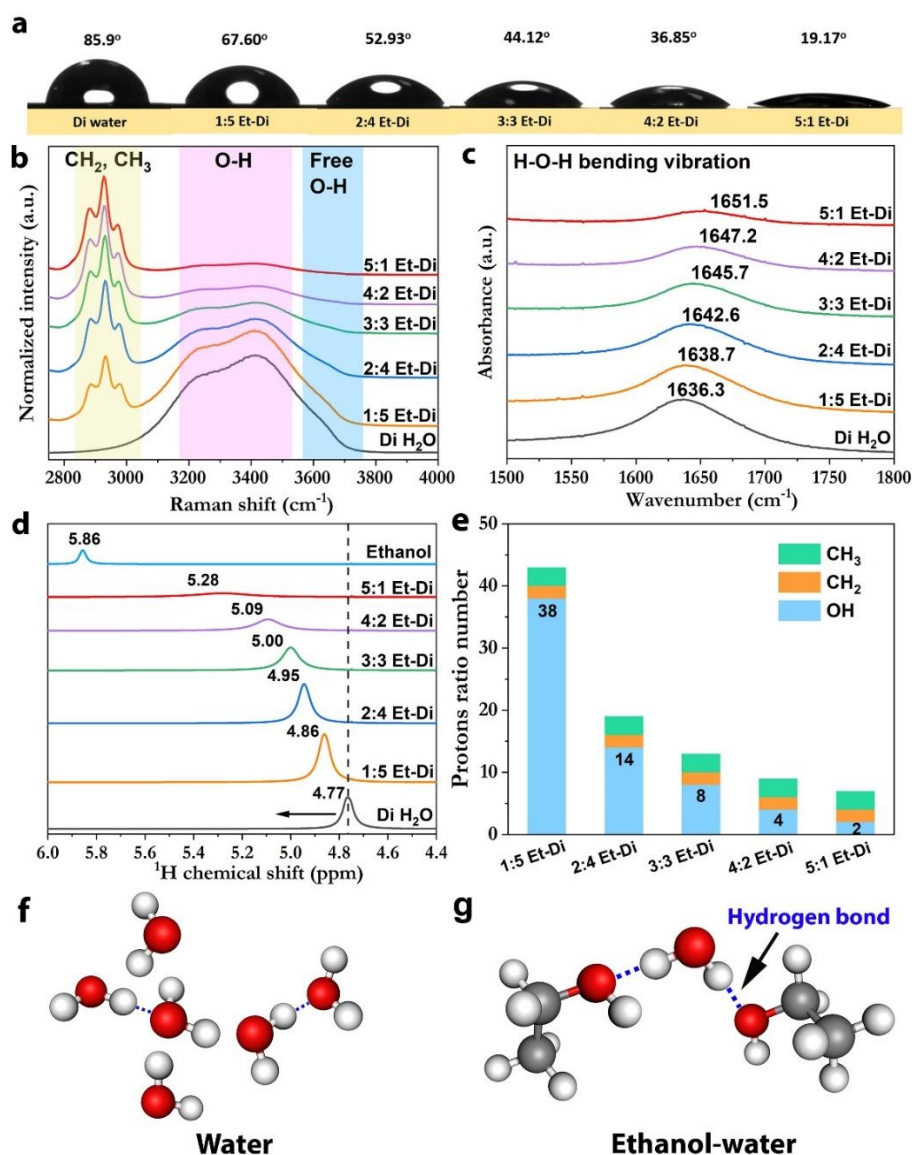 a
85.9° 67.60° 52.93° 44.12° 36.85° 19.17°
Di water 1:5 Et-Di 2:4 Et-Di 3:3 Et-Di 4:2 Et-Di 5:1 Et-Di
b
CH₂, CH₃
O-H
Free
O-H
5:1 Et-Di
4:2 Et-Di
3:3 Et-Di
2:4 Et-Di
1:5 Et-Di
Di H₂O
Normalized intensity (a.u.)
2800 3000 3200 3400 3600 3800 4000
Raman shift (cm⁻¹)
c
H-O-H bending vibration
1651.5
5:1 Et-Di
1647.2
4:2 Et-Di
1645.7
3:3 Et-Di
1642.6
2:4 Et-Di
1638.7
1:5 Et-Di
1636.3
Di H₂O
Absorbance (a.u.)
1500 1600 1650 1700 1750 1800
Wavenumber (cm⁻¹)
d
5.86
Ethanol
5.28
5:1 Et-Di
5.09
4:2 Et-Di
5.00
3:3 Et-Di
4.95
2:4 Et-Di
4.86
1:5 Et-Di
4.77
Di H₂O
6.0 5.8 5.6 5.4 5.2 5.0 4.8 4.6 4.4
¹H chemical shift (ppm)
e
50
40
30
20
10
0
Protons ratio number
CH₃
CH₂
OH
38
14
8
4
2
1:5 Et-Di 2:4 Et-Di 3:3 Et-Di 4:2 Et-Di 5:1 Et-Di
f
Water
g
Hydrogen bond
Ethanol-water